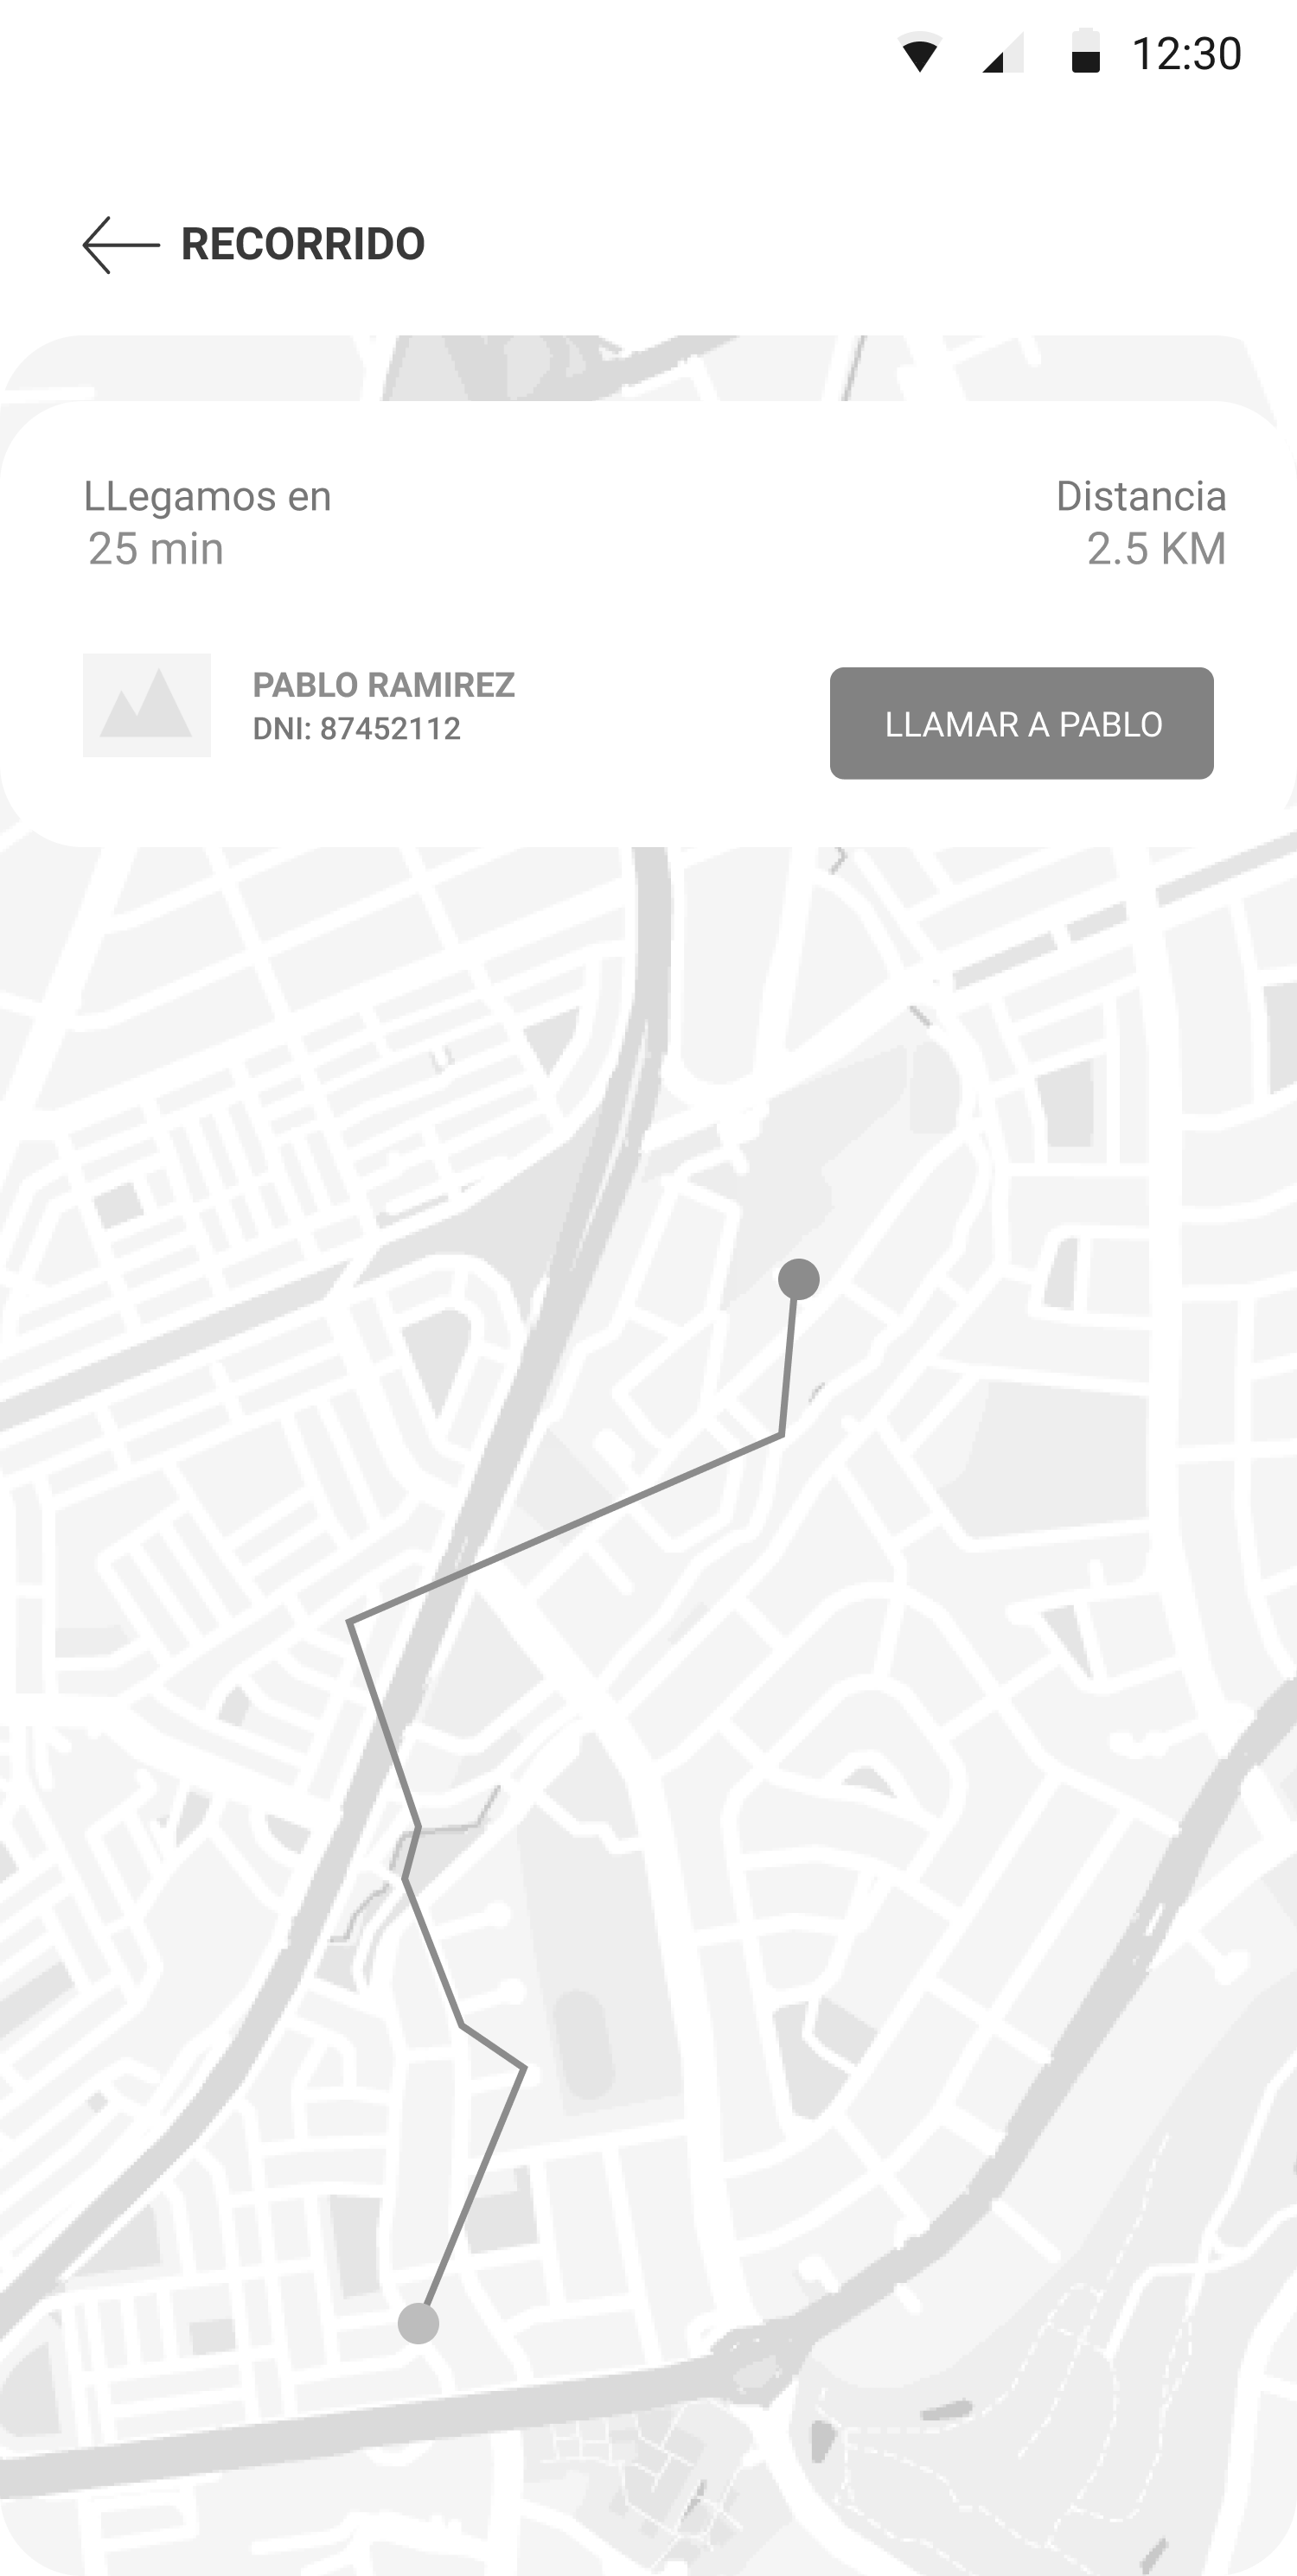 12:30
RECORRIDO
LLegamos en
25 min
Distancia
2.5 KM
PABLO RAMIREZ
DNI: 87452112
LLAMAR A PABLO